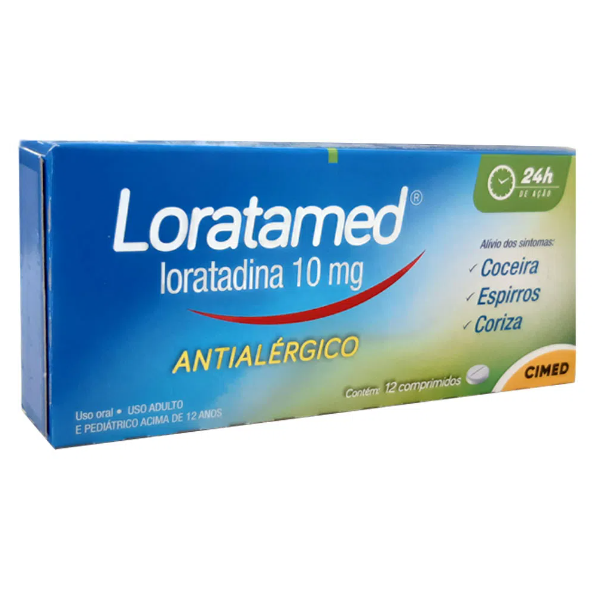 Loratamed®
loratadina 10 mg
ANTIALÉRGICO
Uso oral • USO ADULTO
E PEDIÁTRICO ACIMA DE 12 ANOS
24h
DE AÇÃO
Alívio dos sintomas:
✓ Coceira
✓ Espirros
✓ Coriza
CIMED
Contém: 12 comprimidos